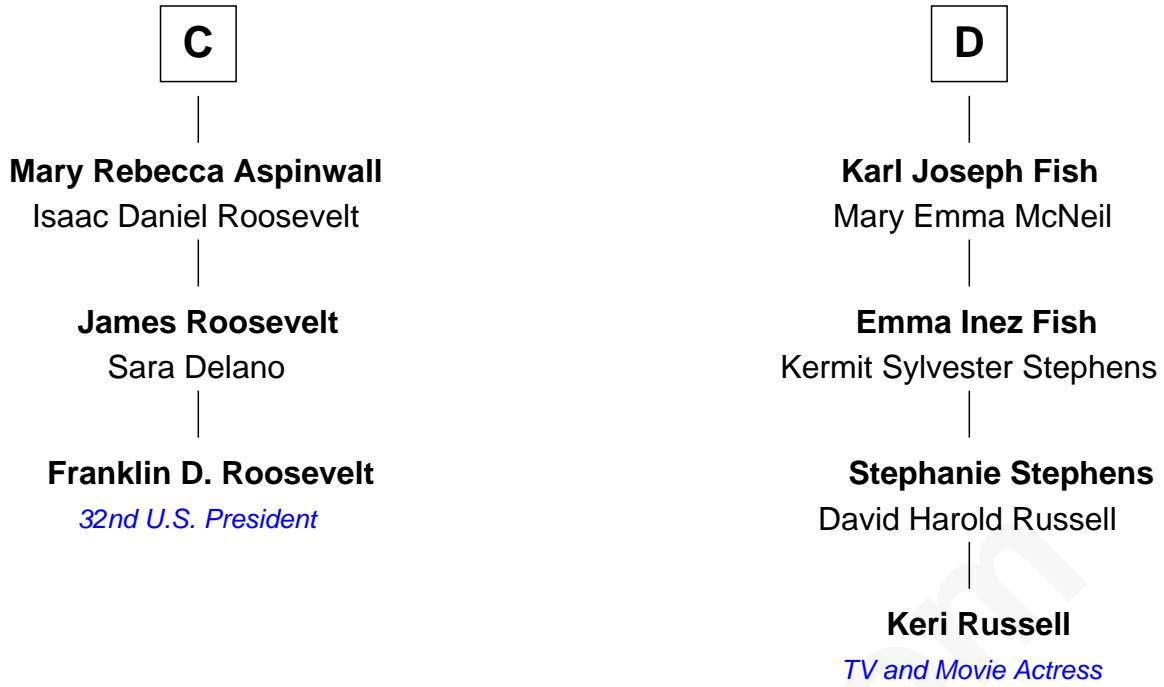 C
Mary Rebecca Aspinwall
Isaac Daniel Roosevelt
James Roosevelt
Sara Delano
Franklin D. Roosevelt
32nd U.S. President
D
Karl Joseph Fish
Mary Emma McNeil
Emma Inez Fish
Kermit Sylvester Stephens
Stephanie Stephens
David Harold Russell
Keri Russell
TV and Movie Actress